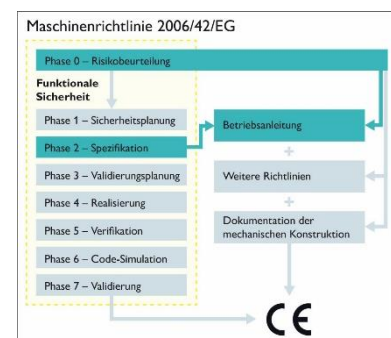 Maschinenrichtlinie 2006/42/EG
Phase 0 – Risikobeurteilung
Funktionale
Sicherheit
Phase 1 – Sicherheitsplanung
Phase 2 – Spezifikation
Phase 3 – Validierungsplanung
Phase 4 – Realisierung
Phase 5 – Verifikation
Phase 6 – Code-Simulation
Phase 7 – Validierung
Betriebsanleitung
+
Weitere Richtlinien
+
Dokumentation der
mechanischen Konstruktion
CE